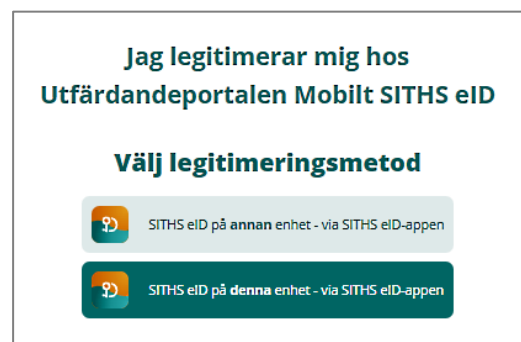 Jag legitimerar mig hos
Utfärdandeportalen Mobilt SITHS eID
Välj legitimeringsmetod
SITHS eID på annan enhet - via SITHS eID-appen
SITHS eID på denna enhet - via SITHS eID-appen